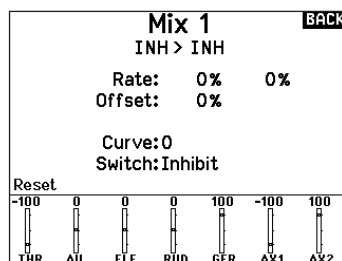 Mix 1 BACK
INH > INH
Rate: 0% 0%
Offset: 0%
Curve: 0
Switch: Inhibit
Reset
-100 0 0 0 100 -100 100
THR AIL ELE RUD GER AX1 AX2